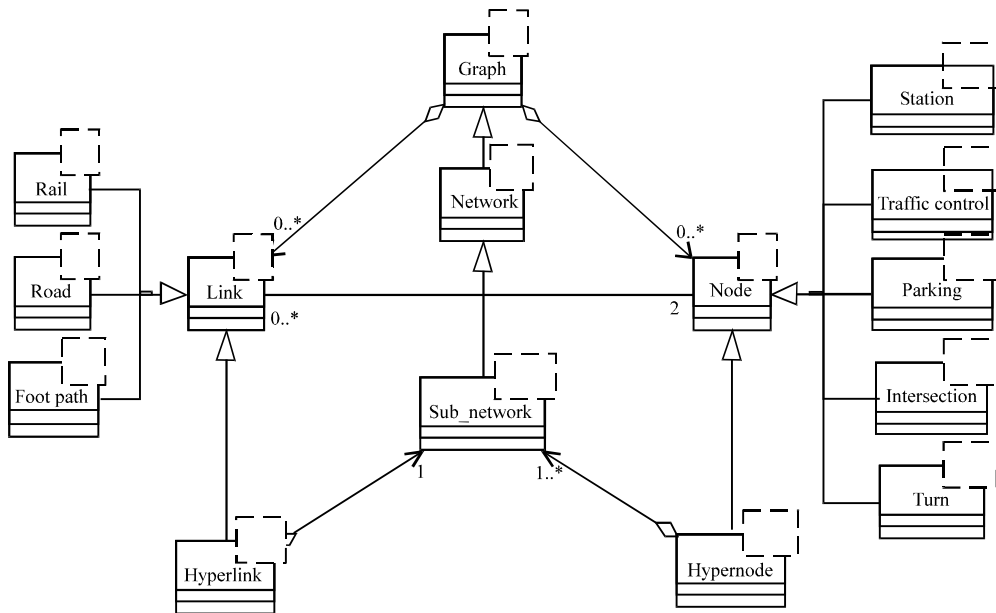 Graph
Station
Rail
Network
Traffic control
0..*
0..*
Road
Link
Node
Parking
0..*
2
Foot path
Sub_network
Intersection
1
1..*
Turn
Hyperlink
Hypernode